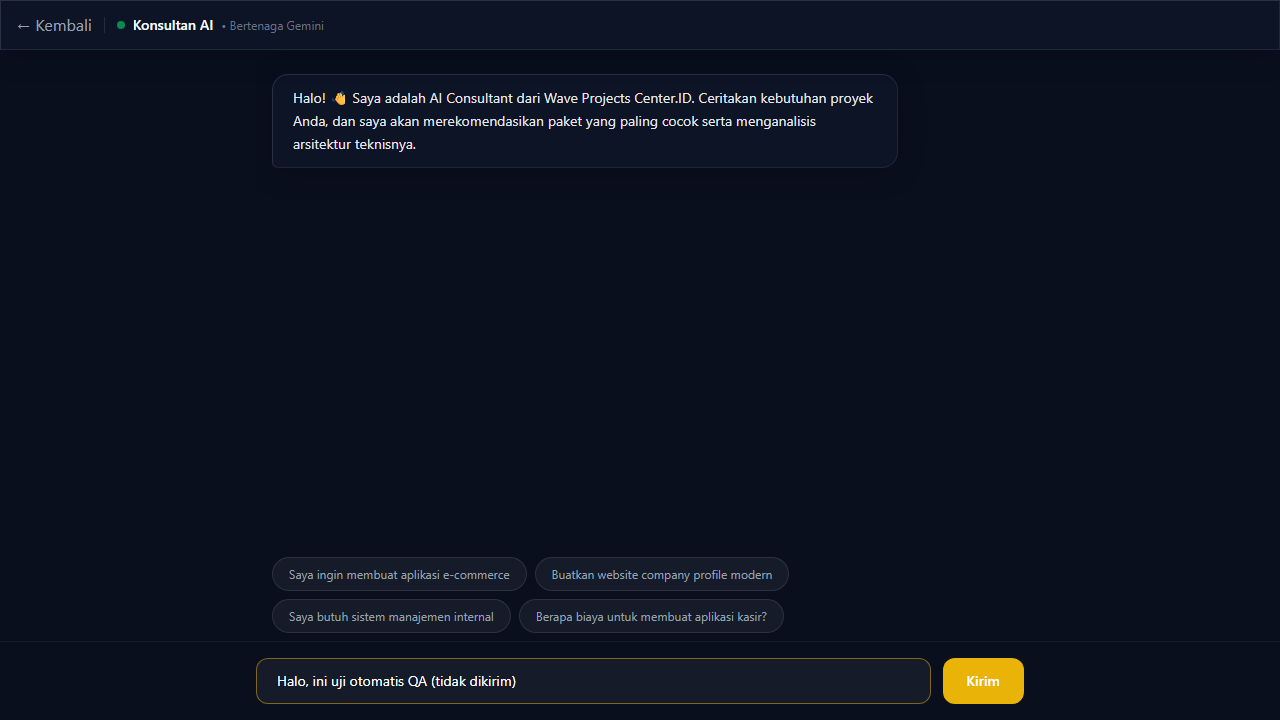 ← Kembali
Konsultan AI • Bertenaga Gemini
Halo! 👋 Saya adalah AI Consultant dari Wave Projects Center.ID. Ceritakan kebutuhan proyek
Anda, dan saya akan merekomendasikan paket yang paling cocok serta menganalisis
arsitektur teknisnya.
Saya ingin membuat aplikasi e-commerce
Buatkan website company profile modern
Saya butuh sistem manajemen internal
Berapa biaya untuk membuat aplikasi kasir?
Halo, ini uji otomatis QA (tidak dikirim)
Kirim